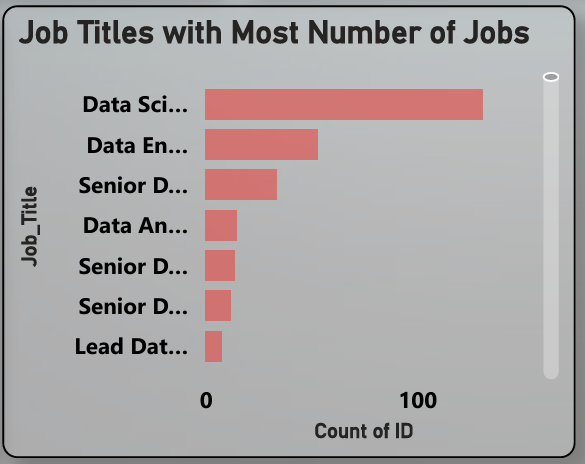 Job Titles with Most Number of Jobs
Data Sci...
Data En...
Senior D...
Data An...
Senior D...
Senior D...
Lead Dat...
Job_Title
0 100
Count of ID